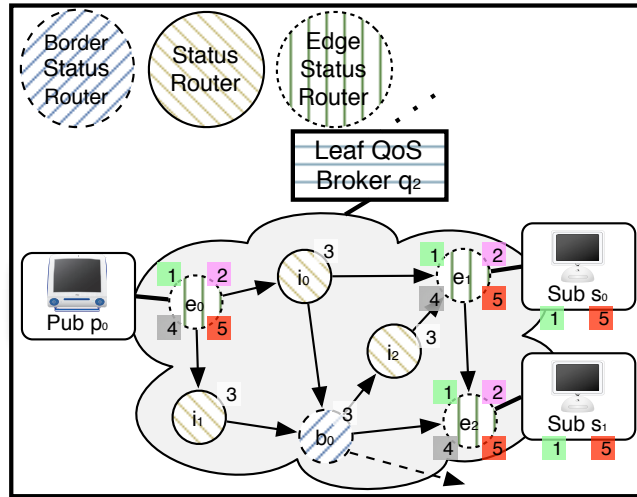 Border
Status
Router
Status
Router
Edge
Status
Router
. . .
Leaf QoS
Broker q2
Pub p0
1
2
e0
4
5
i0
3
1
2
e1
4
5
Sub s0
1
5
i2
3
i1
3
b0
3
1
2
e2
4
5
Sub s1
1
5